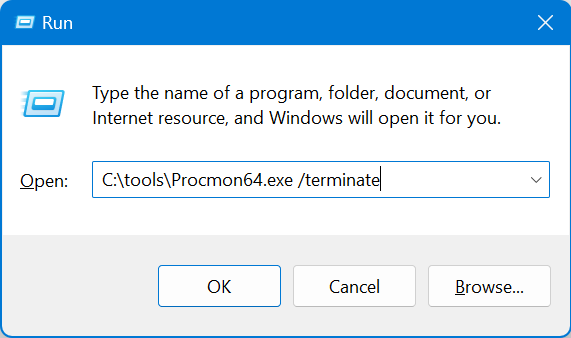 Run
Type the name of a program, folder, document, or
Internet resource, and Windows will open it for you.
Open: C:\tools\Procmon64.exe /terminate
OK Cancel Browse...